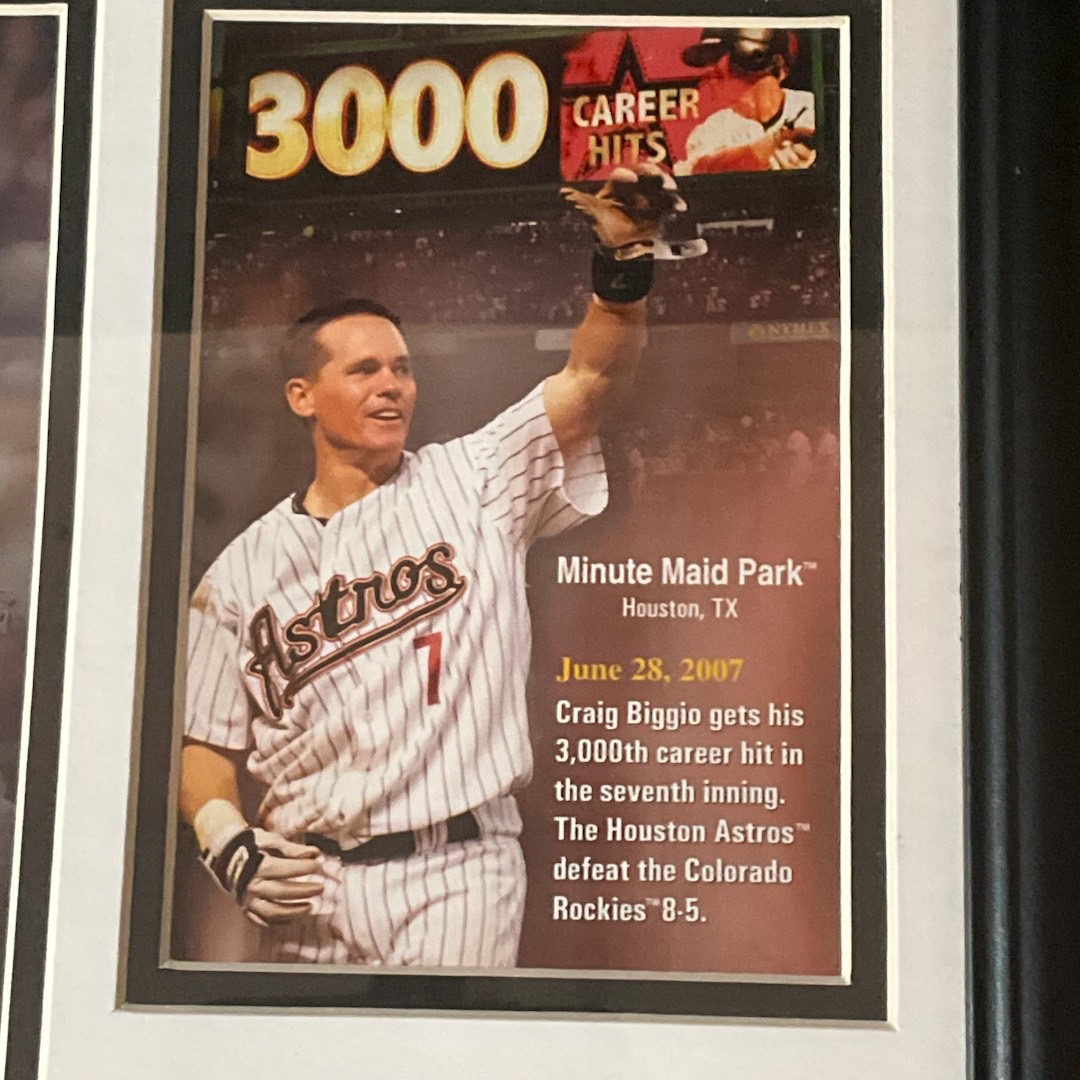 3000
CAREER
HITS
NYMEX
Astros
7
Minute Maid Park™
Houston, TX
June 28, 2007
Craig Biggio gets his
3,000th career hit in
the seventh inning.
The Houston Astros™
defeat the Colorado
Rockies™ 8-5.